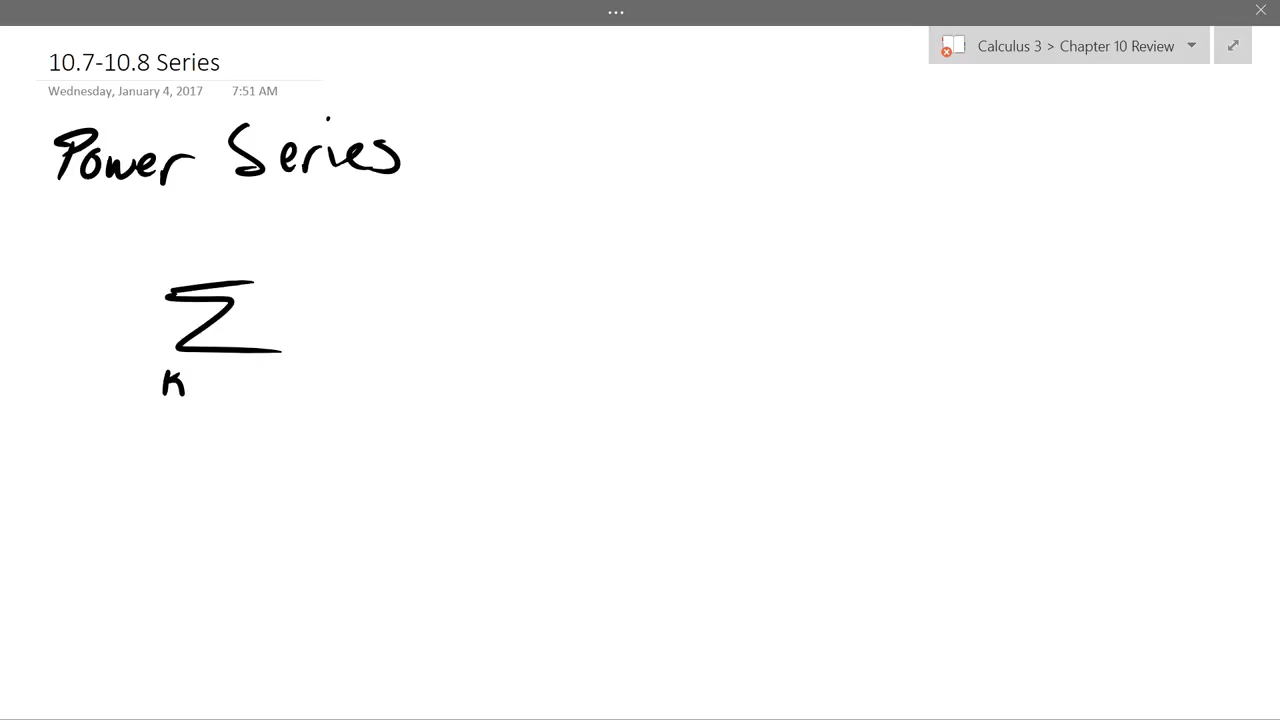 ...
Calculus 3 > Chapter 10 Review
10.7-10.8 Series
Wednesday, January 4, 2017 7:51 AM
Power Series
Σ
K